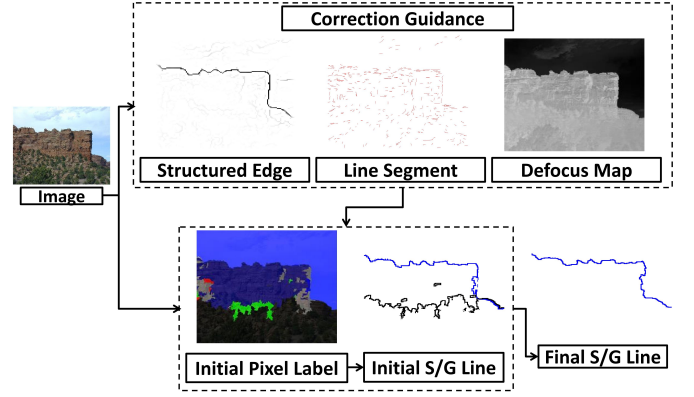 Correction Guidance
Structured Edge
Line Segment
Defocus Map
Image
Initial Pixel Label
Initial S/G Line
Final S/G Line